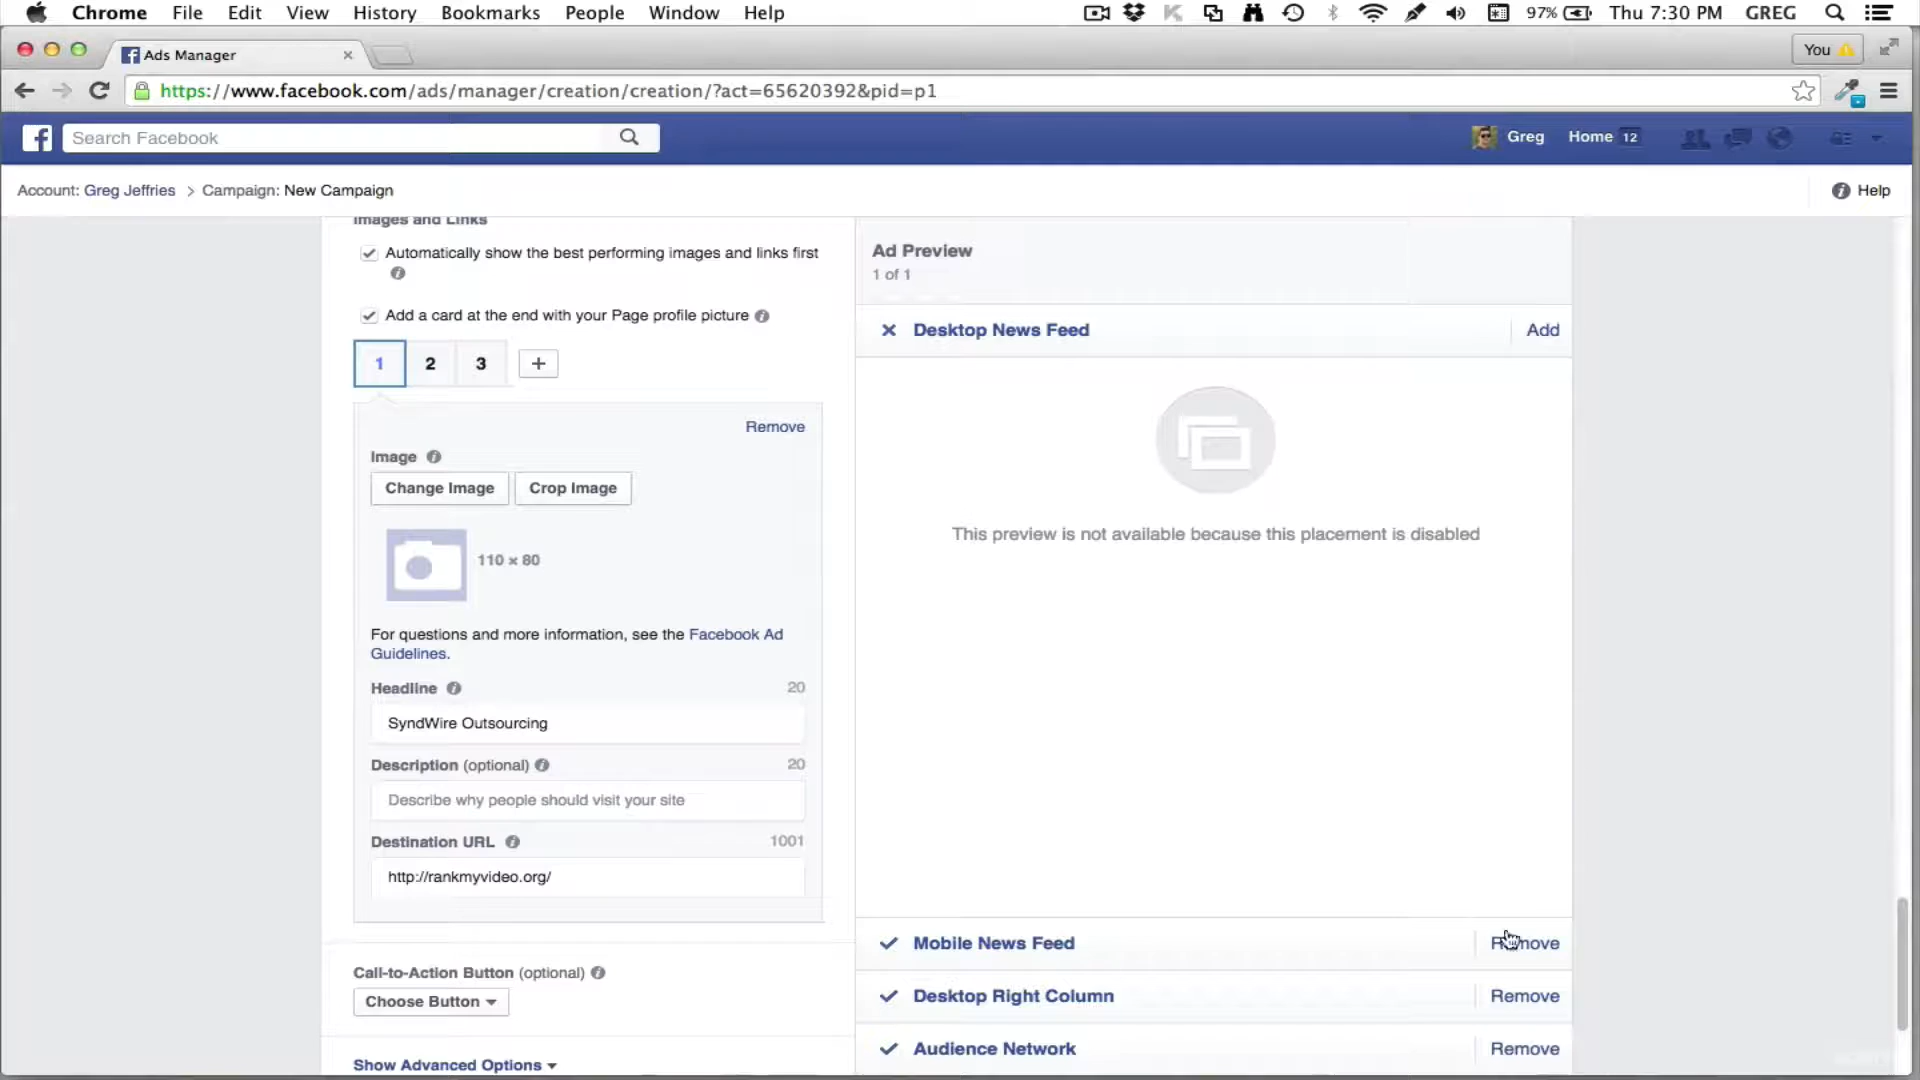 Chrome File Edit View History Bookmarks People Window Help 97% Thu 7:30 PM GREG
Ads Manager You
https://www.facebook.com/ads/manager/creation/creation/?act=65620392&pid=p1
Search Facebook Greg Home 12
Account: Greg Jeffries > Campaign: New Campaign Help
Images and Links
Automatically show the best performing images and links first
Add a card at the end with your Page profile picture
1 2 3 +
Remove
Image
Change Image Crop Image
110 × 80
For questions and more information, see the Facebook Ad
Guidelines.
Headline 20
SyndWire Outsourcing
Description (optional) 20
Describe why people should visit your site
Destination URL 1001
http://rankmyvideo.org/
Call-to-Action Button (optional)
Choose Button
Show Advanced Options
Ad Preview
1 of 1
Desktop News Feed Add
This preview is not available because this placement is disabled
Mobile News Feed Remove
Desktop Right Column Remove
Audience Network Remove